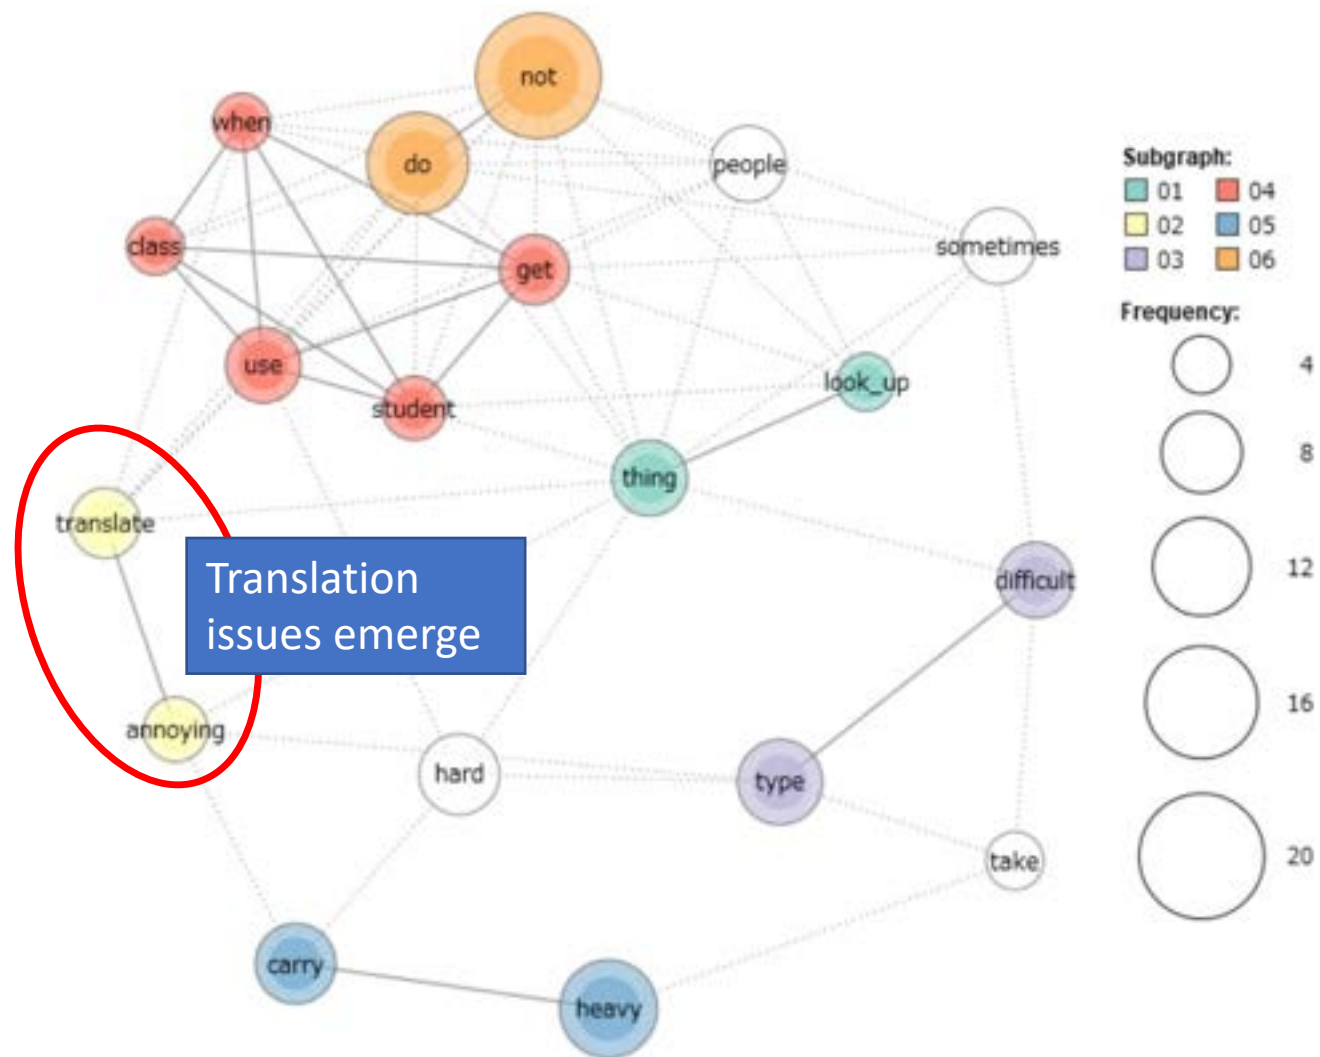 not
when
do
people
Subgraph:
01 04
02 05
03 06
class
get
sometimes
Frequency:
4
use
look_up
student
8
thing
translate
12
Translation
issues emerge
difficult
annoying
16
hard
type
take
20
carry
heavy